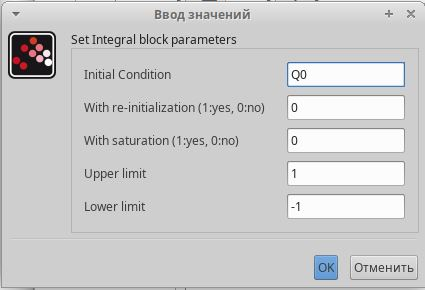 Ввод значений
Set Integral block parameters
Initial Condition Q0
With re-initialization (1:yes, 0:no) 0
With saturation (1:yes, 0:no) 0
Upper limit 1
Lower limit -1
OK Отменить